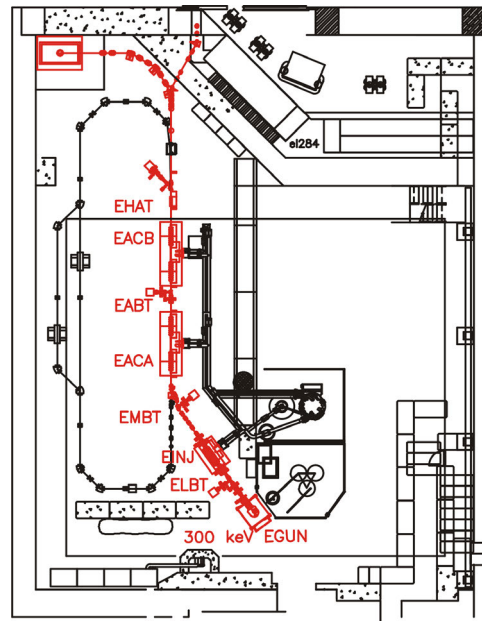 el284
EHAT
EACB
EABT
EACA
EMBT
EINJ
ELBT
300 keV EGUN